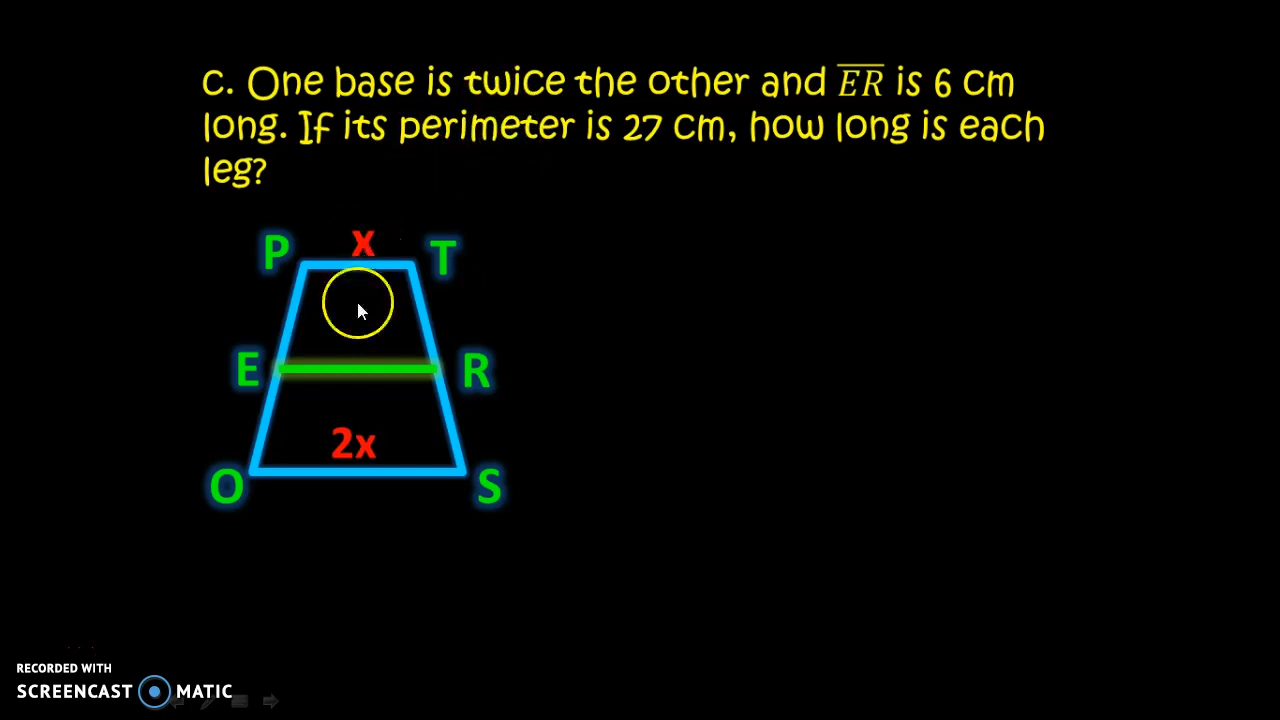 c. One base is twice the other and ER is 6 cm
long. If its perimeter is 27 cm, how long is each
leg?
P x T
E R
2x
O S
RECORDED WITH
SCREENCAST MATIC